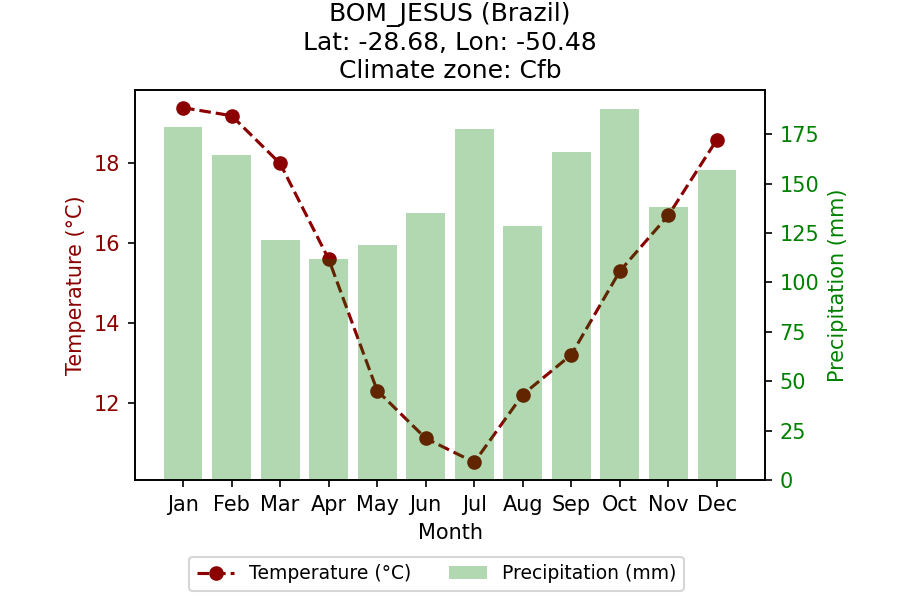 BOM_JESUS (Brazil)
Lat: -28.68, Lon: -50.48
Climate zone: Cfb
Temperature (°C)
18
16
14
12
175
150
125
100
75
50
25
0
Precipitation (mm)
Jan Feb Mar Apr May Jun Jul Aug Sep Oct Nov Dec
Month
Temperature (°C) Precipitation (mm)